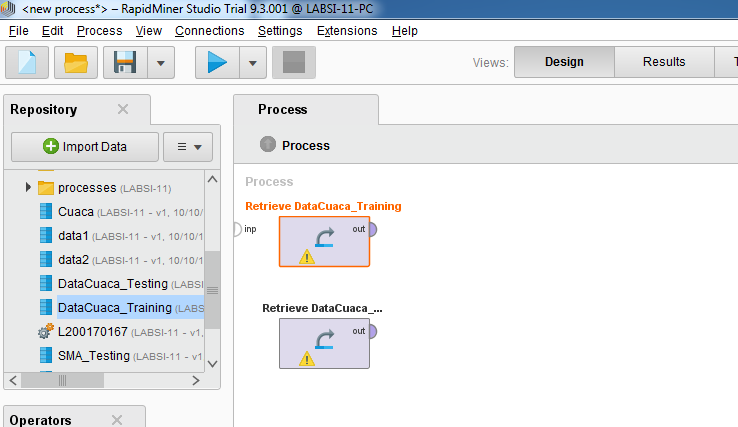 <new process*> – RapidMiner Studio Trial 9.3.001 @ LABSI-11-PC
File Edit Process View Connections Settings Extensions Help
Views: Design Results
Repository
Import Data
processes (LABSI-11)
Cuaca (LABSI-11 - v1, 10/10/1
data1 (LABSI-11 - v1, 10/10/1
data2 (LABSI-11 - v1, 10/10/1
DataCuaca_Testing (LABSI
DataCuaca_Training (LABS
L200170167 (LABSI-11 - v1,
SMA_Testing (LABSI-11 - v1
Operators
Process
Process
Process
Retrieve DataCuaca_Training
inp out
Retrieve DataCuaca_...
out